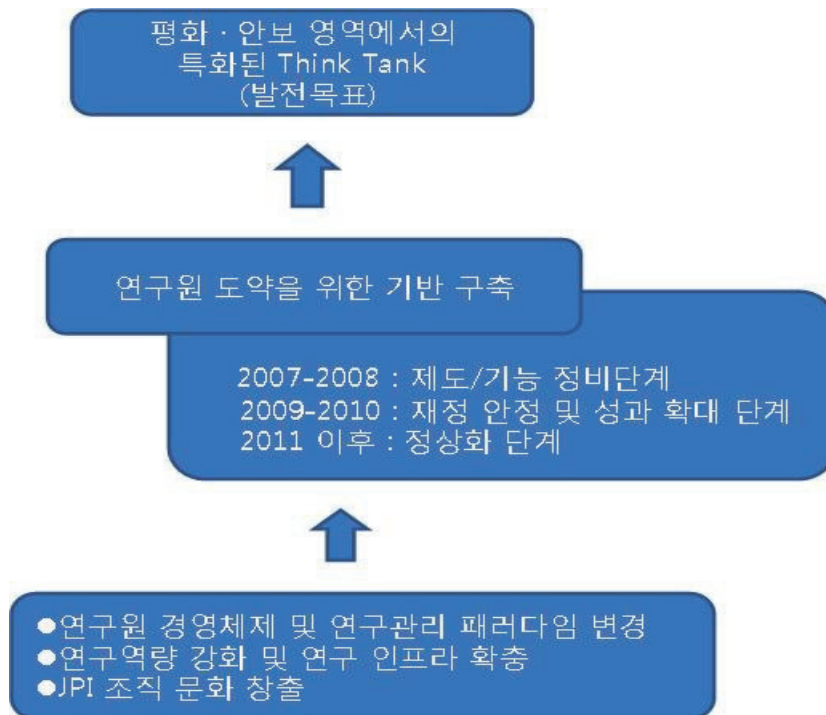 평화 · 안보 영역에서의
특화된 Think Tank
(발전목표)
연구원 도약을 위한 기반 구축
2007-2008 : 제도/기능 정비단계
2009-2010 : 재정 안정 및 성과 확대 단계
2011 이후 : 정상화 단계
●연구원 경영체제 및 연구관리 패러다임 변경
●연구역량 강화 및 연구 인프라 확충
●JPI 조직 문화 창출